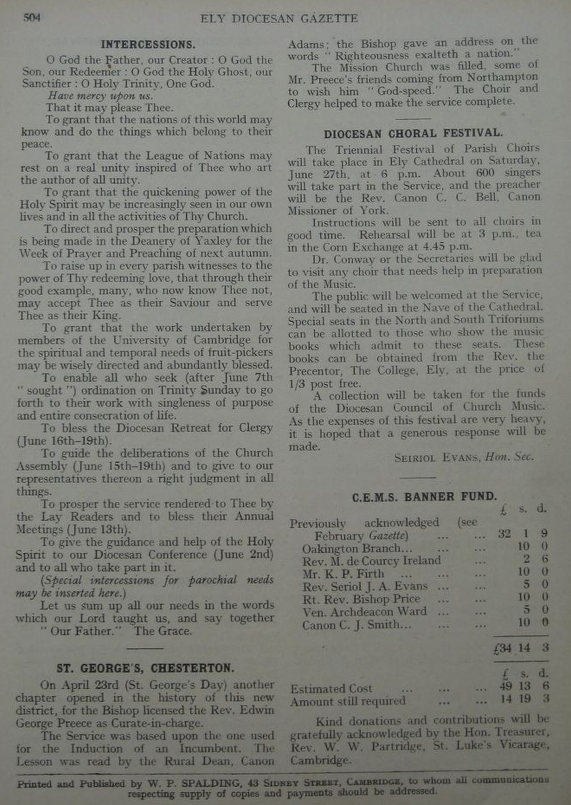 504
ELY DIOCESAN GAZETTE
INTERCESSIONS.
O God the Father, our Creator : O God the
Son, our Redeemer : O God the Holy Ghost, our
Sanctifier : O Holy Trinity, One God.
Have mercy upon us.
That it may please Thee.
To grant that the nations of this world may
know and do the things which belong to their
peace.
To grant that the League of Nations may
rest on a real unity inspired of Thee who art
the author of all unity.
To grant that the quickening power of the
Holy Spirit may be increasingly seen in our own
lives and in all the activities of Thy Church.
To direct and prosper the preparation which
is being made in the Deanery of Yaxley for the
Week of Prayer and Preaching of next autumn.
To raise up in every parish witnesses to the
power of Thy redeeming love, that through their
good example, many, who now know Thee not,
may accept Thee as their Saviour and serve
Thee as their King.
To grant that the work undertaken by
members of the University of Cambridge for
the spiritual and temporal needs of fruit-pickers
may be wisely directed and abundantly blessed.
To enable all who seek (after June 7th
" sought ") ordination on Trinity Sunday to go
forth to their work with singleness of purpose
and entire consecration of life.
To bless the Diocesan Retreat for Clergy
(June 16th-19th).
To guide the deliberations of the Church
Assembly (June 15th-19th) and to give to our
representatives thereon a right judgment in all
things.
To prosper the service rendered to Thee by
the Lay Readers and to bless their Annual
Meetings (June 13th).
To give the guidance and help of the Holy
Spirit to our Diocesan Conference (June 2nd)
and to all who take part in it.
(Special intercessions for parochial needs
may be inserted here.)
Let us sum up all our needs in the words
which our Lord taught us, and say together
" Our Father." The Grace.
ST. GEORGE'S, CHESTERTON.
On April 23rd (St. George's Day) another
chapter opened in the history of this new
district, for the Bishop licensed the Rev. Edwin
George Preece as Curate-in-charge.
The Service was based upon the one used
for the Induction of an Incumbent. The
Lesson was read by the Rural Dean, Canon
Adams; the Bishop gave an address on the
words " Righteousness exalteth a nation."
The Mission Church was filled, some of
Mr. Preece's friends coming from Northampton
to wish him " God-speed." The Choir and
Clergy helped to make the service complete.
DIOCESAN CHORAL FESTIVAL.
The Triennial Festival of Parish Choirs
will take place in Ely Cathedral on Saturday,
June 27th, at 6 p.m. About 600 singers
will take part in the Service, and the preacher
will be the Rev. Canon C. C. Bell, Canon
Missioner of York.
Instructions will be sent to all choirs in
good time. Rehearsal will be at 3 p.m., tea
in the Corn Exchange at 4.45 p.m.
Dr. Conway or the Secretaries will be glad
to visit any choir that needs help in preparation
of the Music.
The public will be welcomed at the Service,
and will be seated in the Nave of the Cathedral.
Special seats in the North and South Triforiums
can be allotted to those who show the music
books which admit to these seats. These
books can be obtained from the Rev. the
Precentor, The College, Ely, at the price of
1/3 post free.
A collection will be taken for the funds
of the Diocesan Council of Church Music.
As the expenses of this festival are very heavy,
it is hoped that a generous response will be
made.
SEIRIOL EVANS, Hon. Sec.
C.E.M.S. BANNER FUND.
£ s. d.
Previously acknowledged (see
February Gazette) ... ... 32 1 9
Oakington Branch... ... ... 10 0
Rev. M. de Courcy Ireland ... 2 6
Mr. K. P. Firth ... ... ... 10 0
Rev. Seriol J. A. Evans ... ... 5 0
Rt. Rev. Bishop Price ... ... 10 0
Ven. Archdeacon Ward ... ... 5 0
Canon C. J. Smith... ... ... 10 0
£34 14 3
£ s. d.
Estimated Cost ... ... ... 49 13 6
Amount still required ... ... 14 19 3
Kind donations and contributions will be
gratefully acknowledged by the Hon. Treasurer,
Rev. W. W. Partridge, St. Luke's Vicarage,
Cambridge.
Printed and Published by W. P. SPALDING, 43 SIDNEY STREET, CAMBRIDGE, to whom all communications
respecting supply of copies and payments should be addressed.